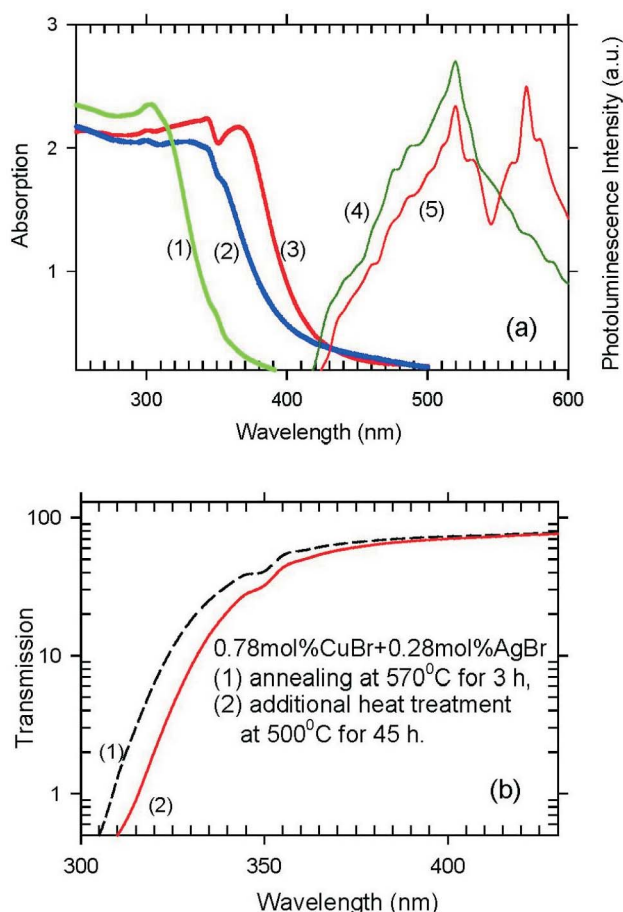 3
2
1
Absorption
Photoluminescence Intensity (a.u.)
(1)
(2)
(3)
(4)
(5)
(a)
300 400 500 600
Wavelength (nm)
100
10
1
Transmission
0.78mol%CuBr+0.28mol%AgBr
(1) annealing at 570⁰C for 3 h,
(2) additional heat treatment
at 500⁰C for 45 h.
(1)
(2)
(b)
300 350 400
Wavelength (nm)